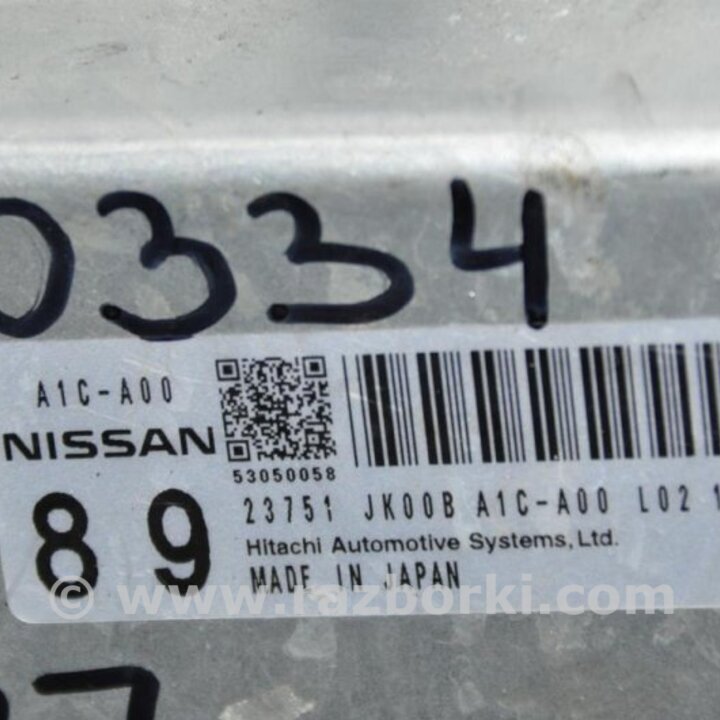 0334
A1C-A00
NISSAN
53050058
89
23751 JK00B A1C-A00 L02 1
Hitachi Automotive Systems, Ltd.
MADE IN JAPAN
© www.razborki.com